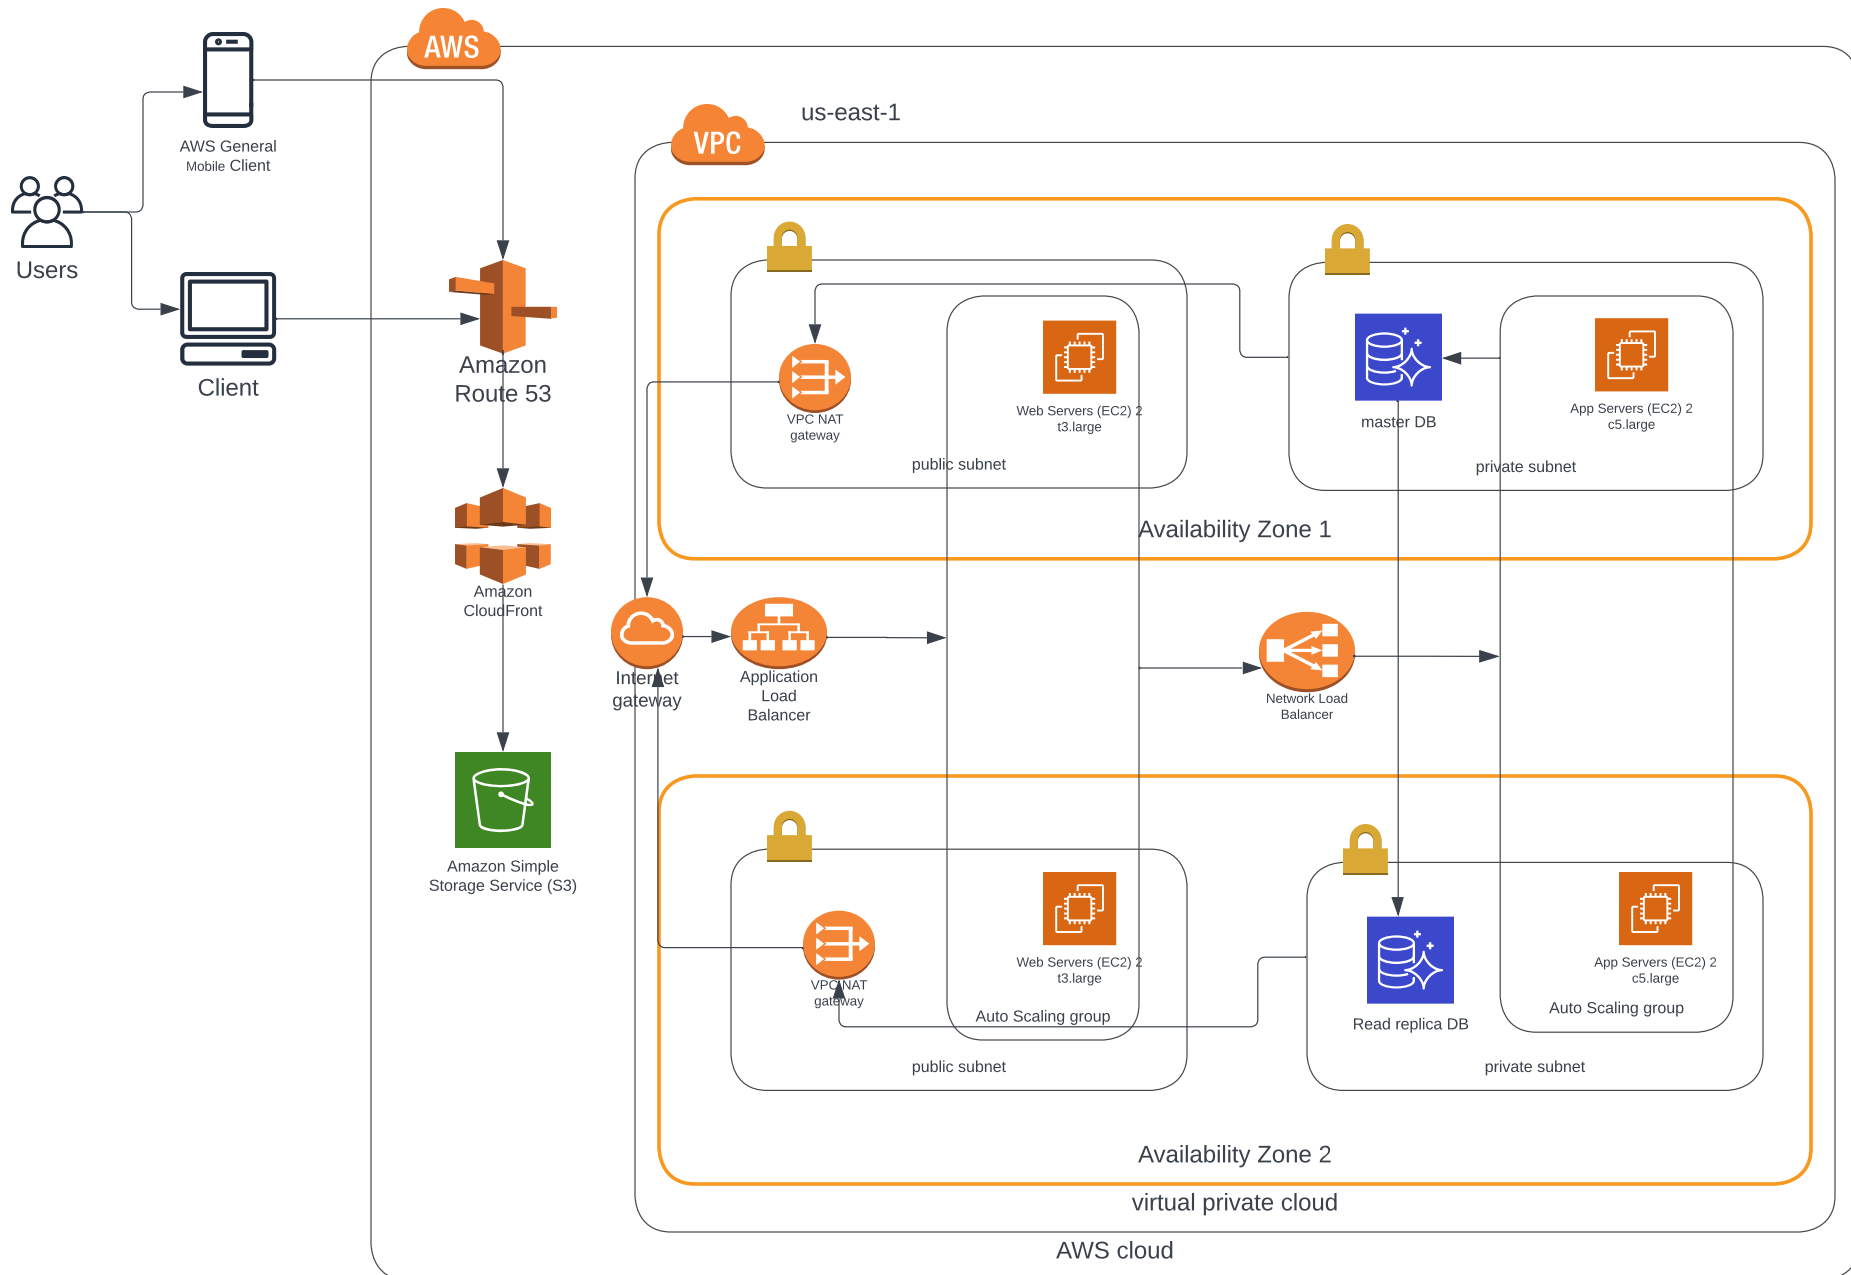 AWS
us-east-1
VPC
AWS General
Mobile Client
Users
Client
Amazon
Route 53
VPC NAT
gateway
Web Servers (EC2) 2
t3.large
public subnet
master DB
App Servers (EC2) 2
c5.large
private subnet
Availability Zone 1
Amazon
CloudFront
Internet
gateway
Application
Load
Balancer
Network Load
Balancer
Amazon Simple
Storage Service (S3)
VPC NAT
gateway
Web Servers (EC2) 2
t3.large
Auto Scaling group
public subnet
Read replica DB
App Servers (EC2) 2
c5.large
Auto Scaling group
private subnet
Availability Zone 2
virtual private cloud
AWS cloud